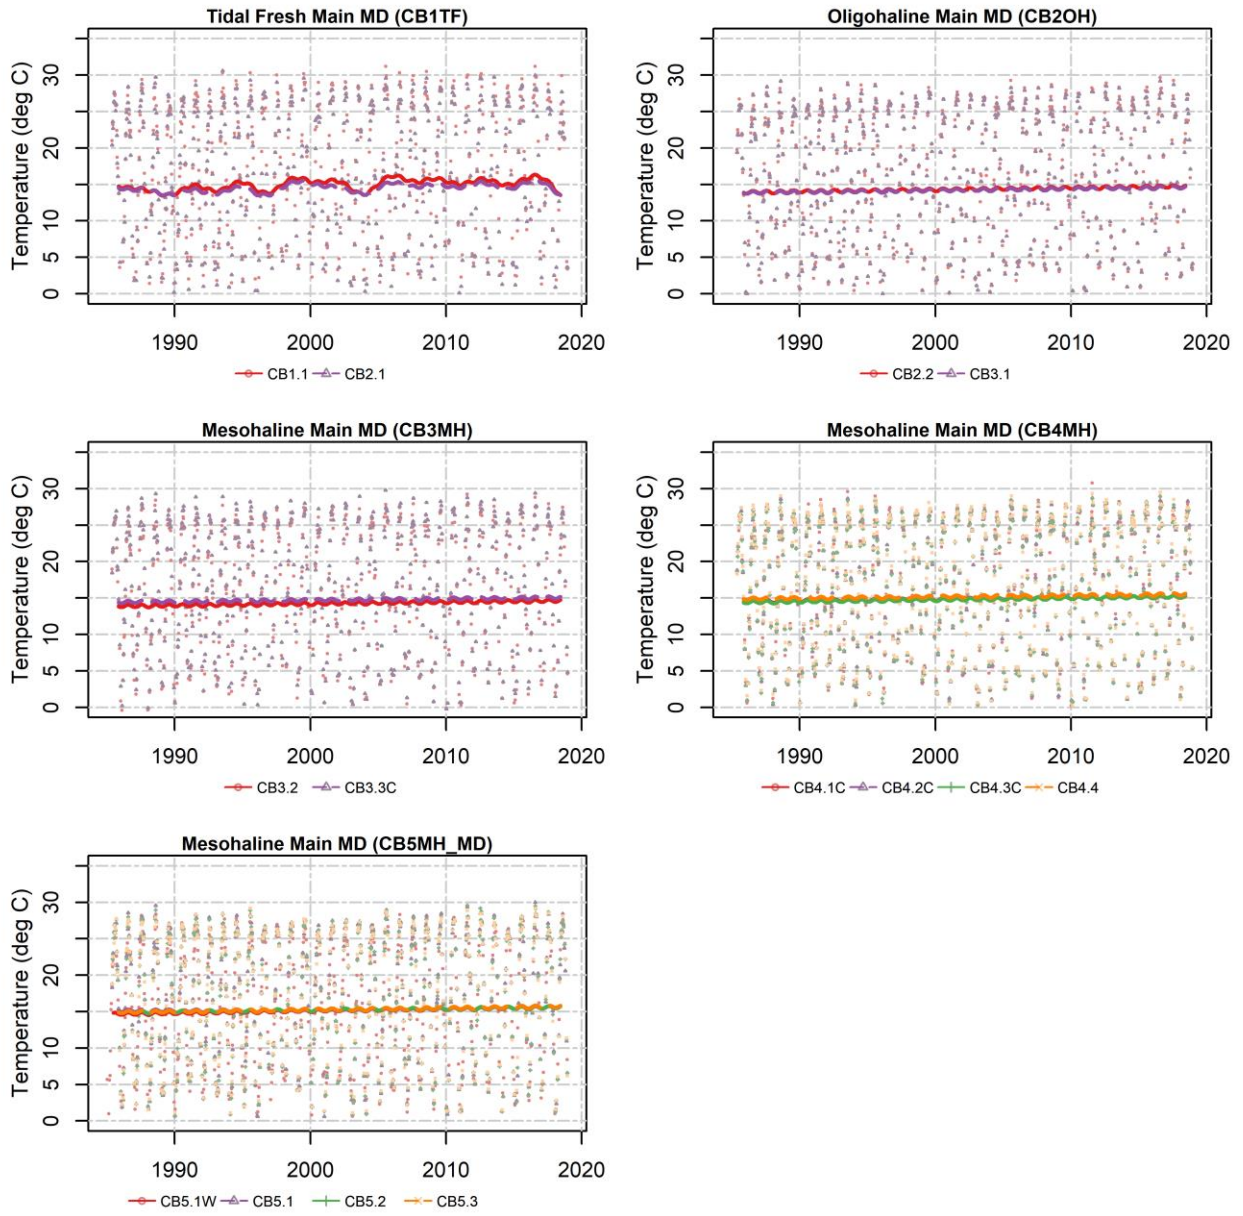 Tidal Fresh Main MD (CB1TF)
Temperature (deg C)
30
20
10
5
0
1990 2000 2010 2020
CB1.1 CB2.1
Oligohaline Main MD (CB2OH)
Temperature (deg C)
30
20
10
5
0
1990 2000 2010 2020
CB2.2 CB3.1
Mesohaline Main MD (CB3MH)
Temperature (deg C)
30
20
10
5
0
1990 2000 2010 2020
CB3.2 CB3.3C
Mesohaline Main MD (CB4MH)
Temperature (deg C)
30
20
10
5
0
1990 2000 2010 2020
CB4.1C CB4.2C CB4.3C CB4.4
Mesohaline Main MD (CB5MH_MD)
Temperature (deg C)
30
20
10
5
0
1990 2000 2010 2020
CB5.1W CB5.1 CB5.2 CB5.3